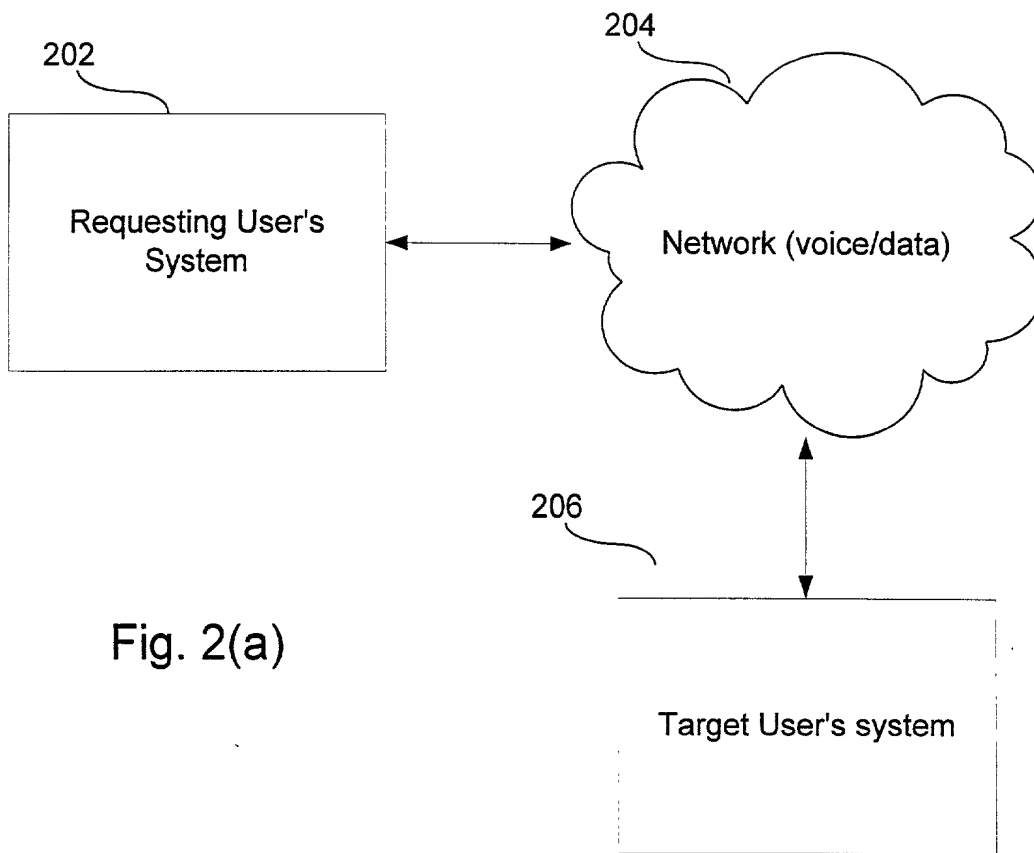 202
204
Requesting User's
System
Network (voice/data)
206
Fig. 2(a)
Target User's system